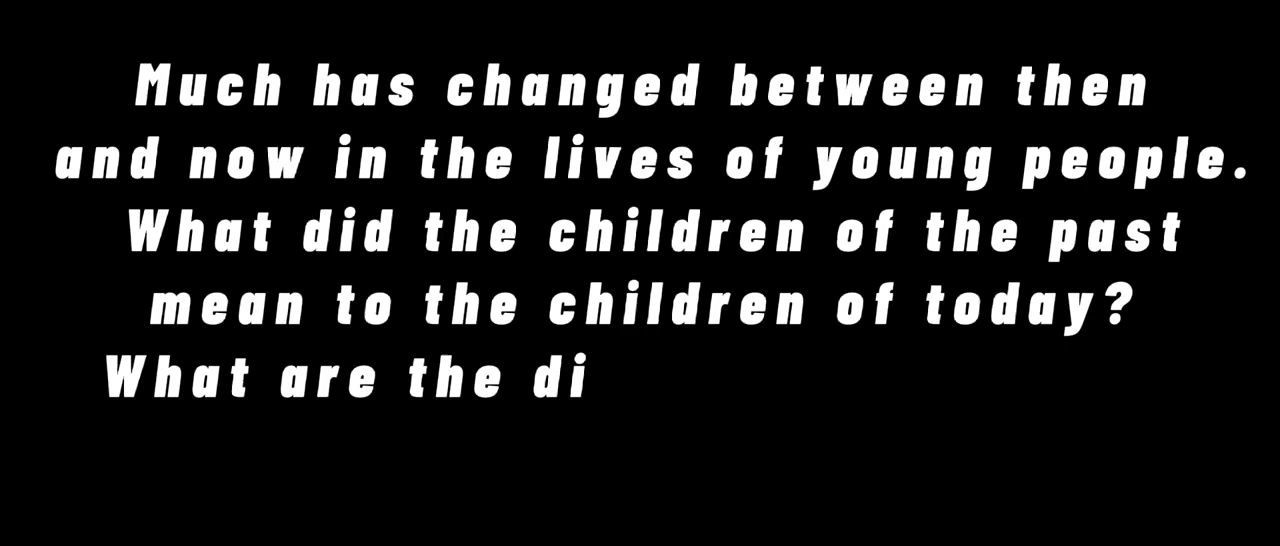 Much has changed between then
and now in the lives of young people.
What did the children of the past
mean to the children of today?
What are the di